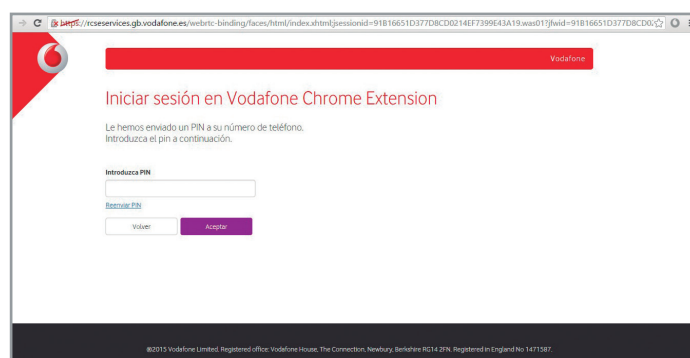 https://rcseservices.gb.vodafone.es/webrtc-binding/faces/html/index.xhtml;jsessionid=91B16651D377D8CD0214EF7399E43A19.was01?jfwid=91B16651D377D8CD0
Vodafone
Iniciar sesión en Vodafone Chrome Extension
Le hemos enviado un PIN a su número de teléfono.
Introduzca el pin a continuación.
Introduzca PIN
Reenviar PIN
Volver Aceptar
©2015 Vodafone Limited. Registered office: Vodafone House, The Connection, Newbury, Berkshire RG14 2FN. Registered in England No 1471587.